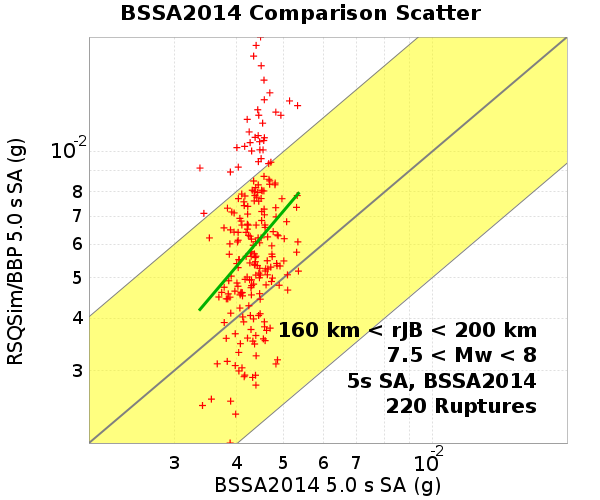 BSSA2014 Comparison Scatter
RSQSim/BBP 5.0 s SA (g)
10-2
8
7
6
5
4
3
160 km < rJB < 200 km
7.5 < Mw < 8
5s SA, BSSA2014
220 Ruptures
3 4 5 6 7 10-2
BSSA2014 5.0 s SA (g)